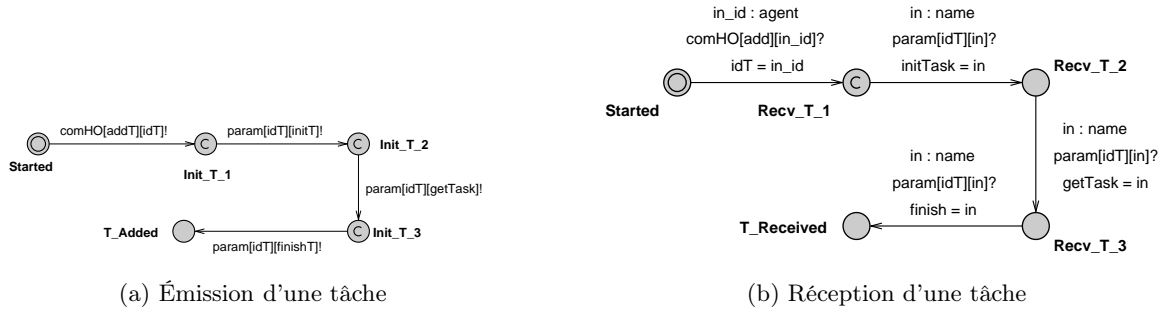 comHO[addT][idT]!
param[idT][initT]!
Started
C
Init_T_1
C
Init_T_2
param[idT][getTask]!
T_Added
C
Init_T_3
param[idT][finishT]!
(a) Émission d'une tâche
in_id : agent
comHO[add][in_id]?
idT = in_id
in : name
param[idT][in]?
initTask = in
Started
C
Recv_T_1
Recv_T_2
in : name
param[idT][in]?
getTask = in
in : name
param[idT][in]?
finish = in
T_Received
Recv_T_3
(b) Réception d'une tâche